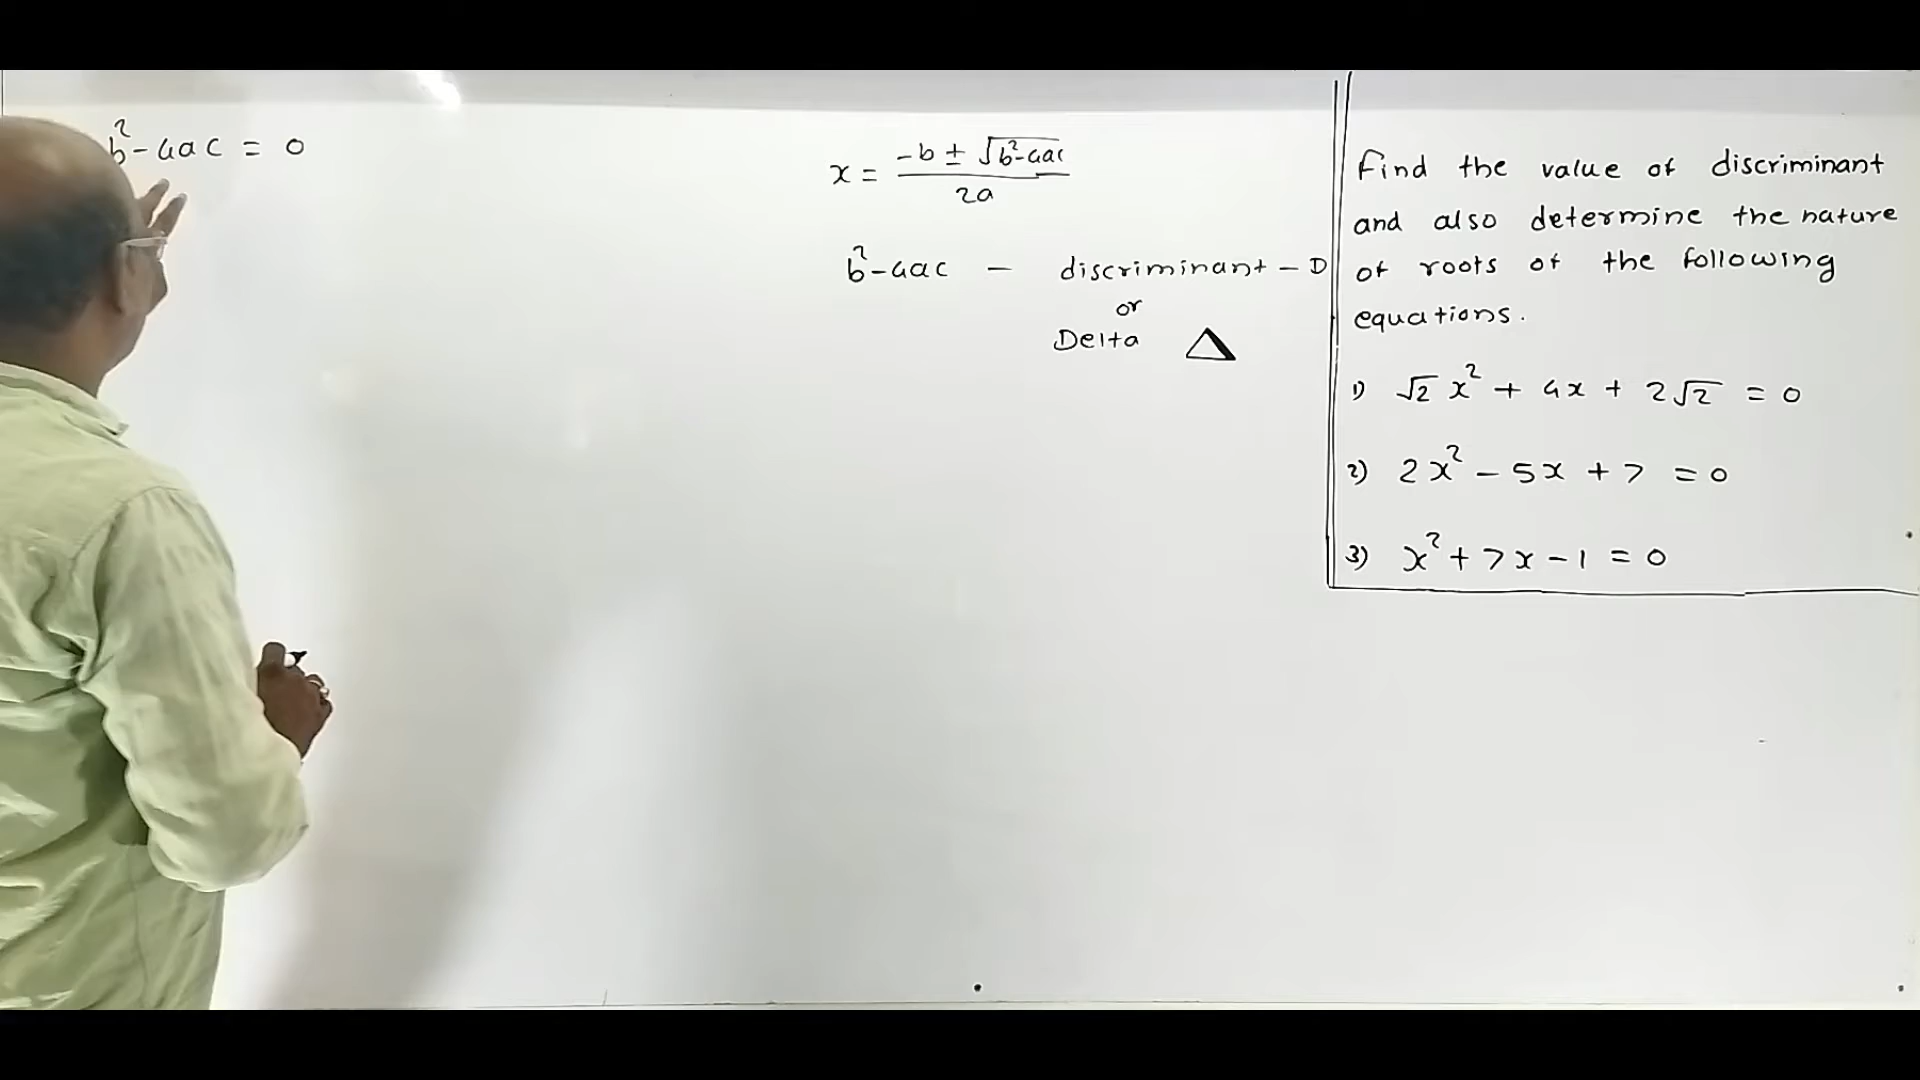 b²-4ac = 0
x = (-b ± √(b²-4ac)) / 2a
b²-4ac - discriminant - D
or
Delta △
Find the value of discriminant
and also determine the nature
of roots of the following
equations.
1) √2 x² + 4x + 2√2 = 0
2) 2x² - 5x + 7 = 0
3) x² + 7x - 1 = 0